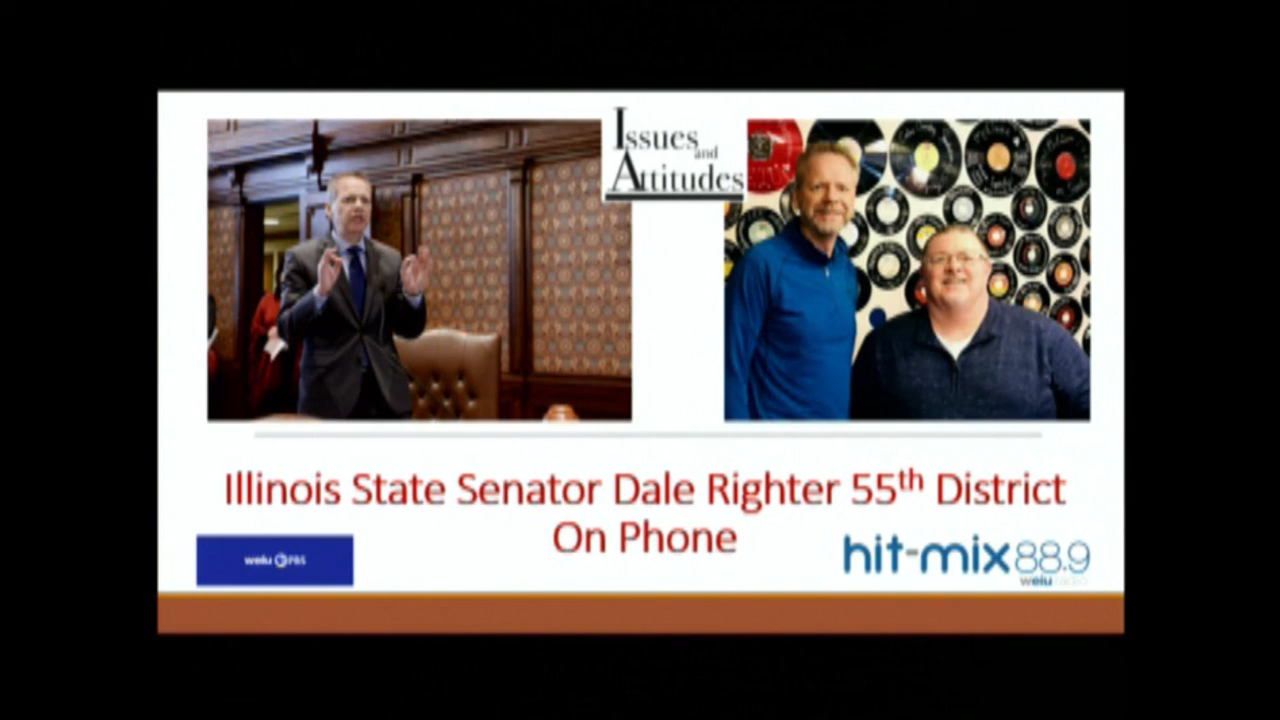 Issues
and
Attitudes
Illinois State Senator Dale Righter 55th District
On Phone
weiu PBS
hit-mix 88.9
weiu radio